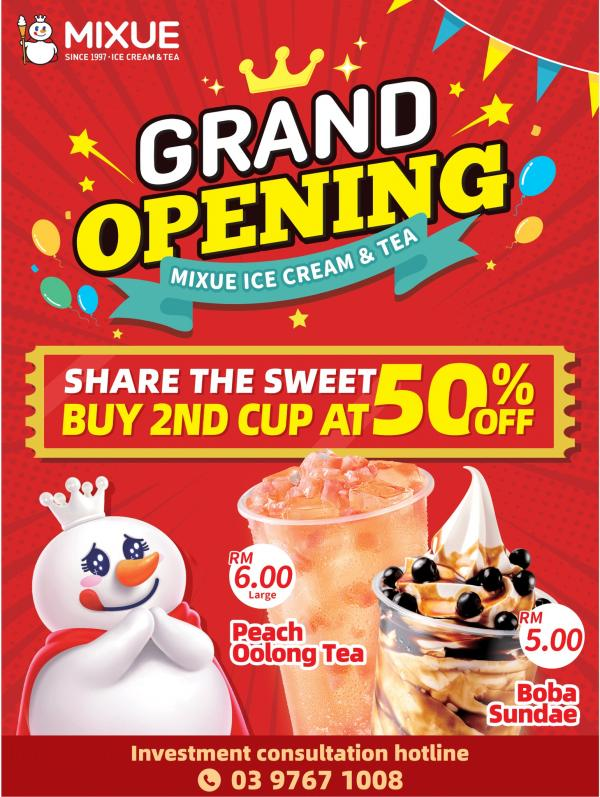 MIXUE
SINCE 1997 · ICE CREAM & TEA
GRAND
OPENING
MIXUE ICE CREAM & TEA
SHARE THE SWEET
BUY 2ND CUP AT 50% OFF
RM
6.00
Large
Peach
Oolong Tea
RM
5.00
Boba
Sundae
Investment consultation hotline
03 9767 1008